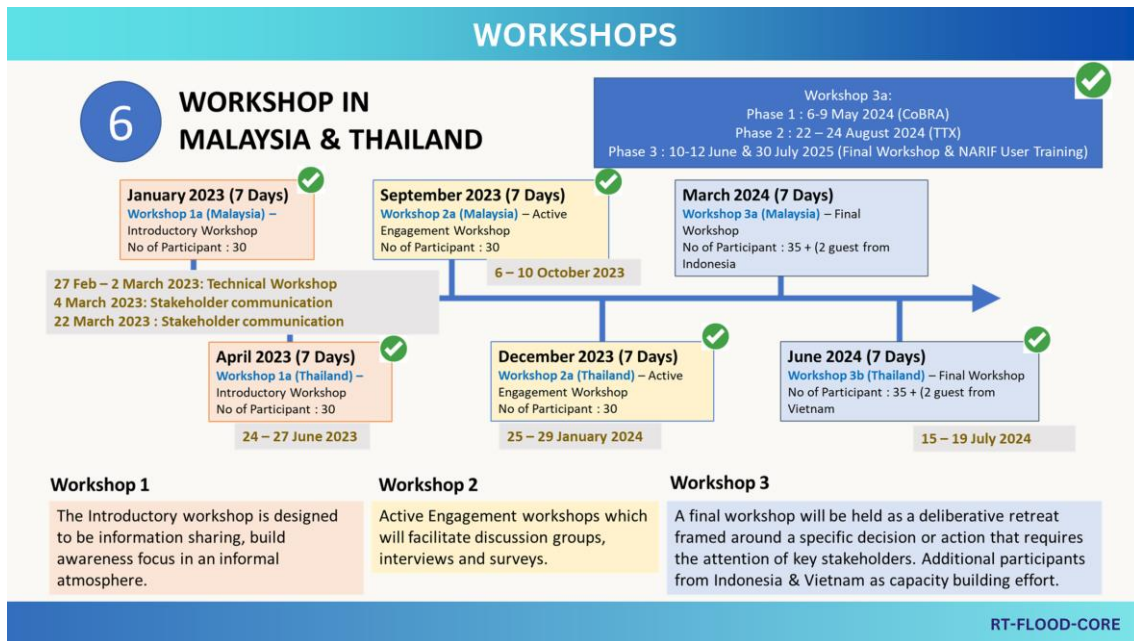 WORKSHOPS
6
WORKSHOP IN
MALAYSIA & THAILAND
Workshop 3a:
Phase 1 : 6-9 May 2024 (CoBRA)
Phase 2 : 22 – 24 August 2024 (TTX)
Phase 3 : 10-12 June & 30 July 2025 (Final Workshop & NARIF User Training)
January 2023 (7 Days)
Workshop 1a (Malaysia) –
Introductory Workshop
No of Participant : 30
September 2023 (7 Days)
Workshop 2a (Malaysia) – Active
Engagement Workshop
No of Participant : 30
March 2024 (7 Days)
Workshop 3a (Malaysia) – Final
Workshop
No of Participant : 35 + (2 guest from
Indonesia
27 Feb – 2 March 2023: Technical Workshop
4 March 2023: Stakeholder communication
22 March 2023 : Stakeholder communication
6 – 10 October 2023
April 2023 (7 Days)
Workshop 1a (Thailand) –
Introductory Workshop
No of Participant : 30
December 2023 (7 Days)
Workshop 2a (Thailand) – Active
Engagement Workshop
No of Participant : 30
June 2024 (7 Days)
Workshop 3b (Thailand) – Final Workshop
No of Participant : 35 + (2 guest from
Vietnam
24 – 27 June 2023
25 – 29 January 2024
15 – 19 July 2024
Workshop 1
The Introductory workshop is designed
to be information sharing, build
awareness focus in an informal
atmosphere.
Workshop 2
Active Engagement workshops which
will facilitate discussion groups,
interviews and surveys.
Workshop 3
A final workshop will be held as a deliberative retreat
framed around a specific decision or action that requires
the attention of key stakeholders. Additional participants
from Indonesia & Vietnam as capacity building effort.
RT-FLOOD-CORE